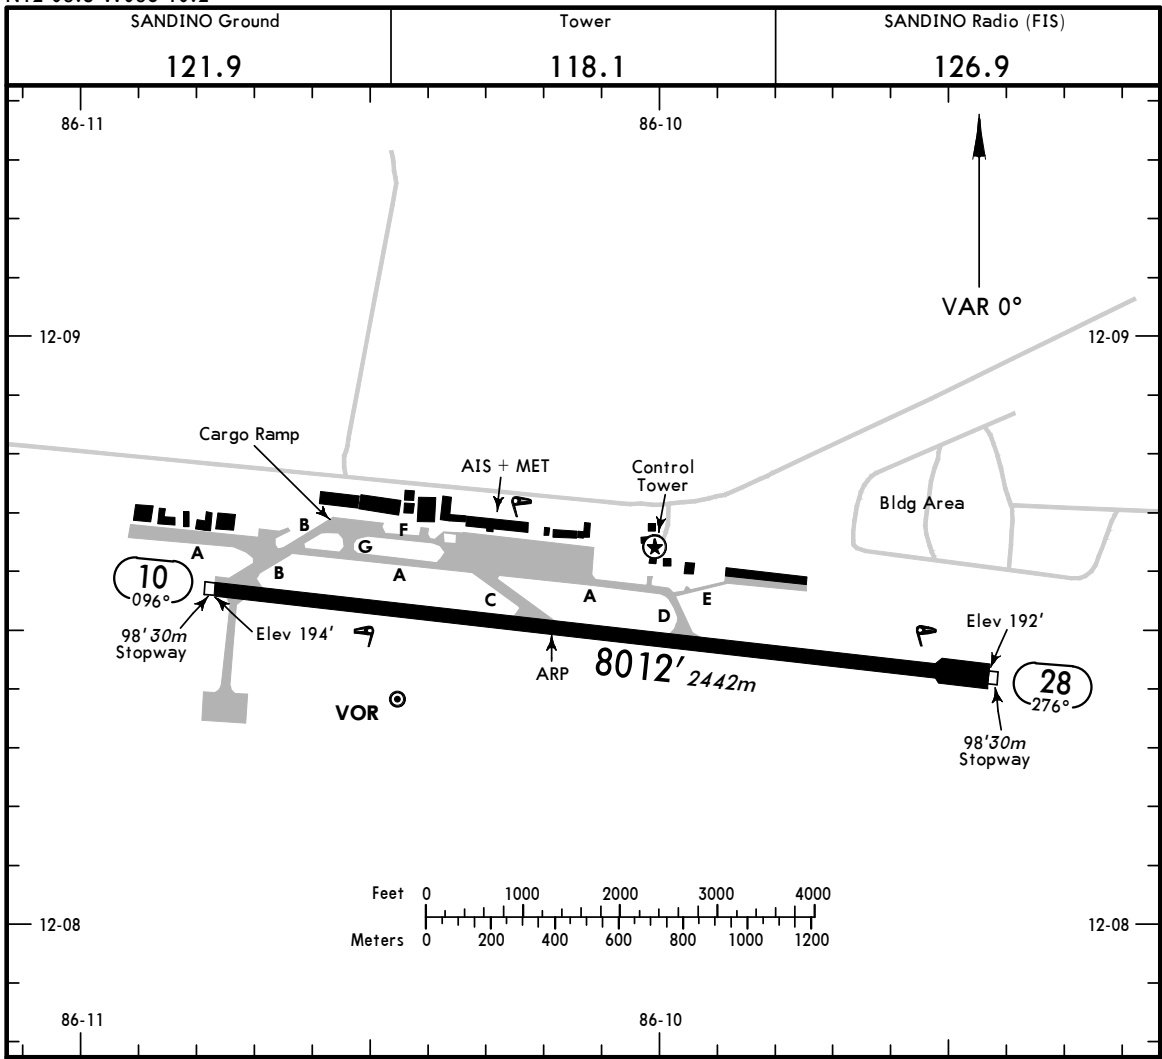 SANDINO Ground
Tower
SANDINO Radio (FIS)
121.9
118.1
126.9
86-11
86-10
VAR 0°
12-09
12-09
Cargo Ramp
AIS + MET
Control
Tower
Bldg Area
B
F
G
A
B
A
C
A
E
D
10
096°
98'30m
Stopway
Elev 194'
ARP
8012' 2442m
Elev 192'
28
276°
VOR
98'30m
Stopway
Feet 0 1000 2000 3000 4000
Meters 0 200 400 600 800 1000 1200
12-08
12-08
86-11
86-10